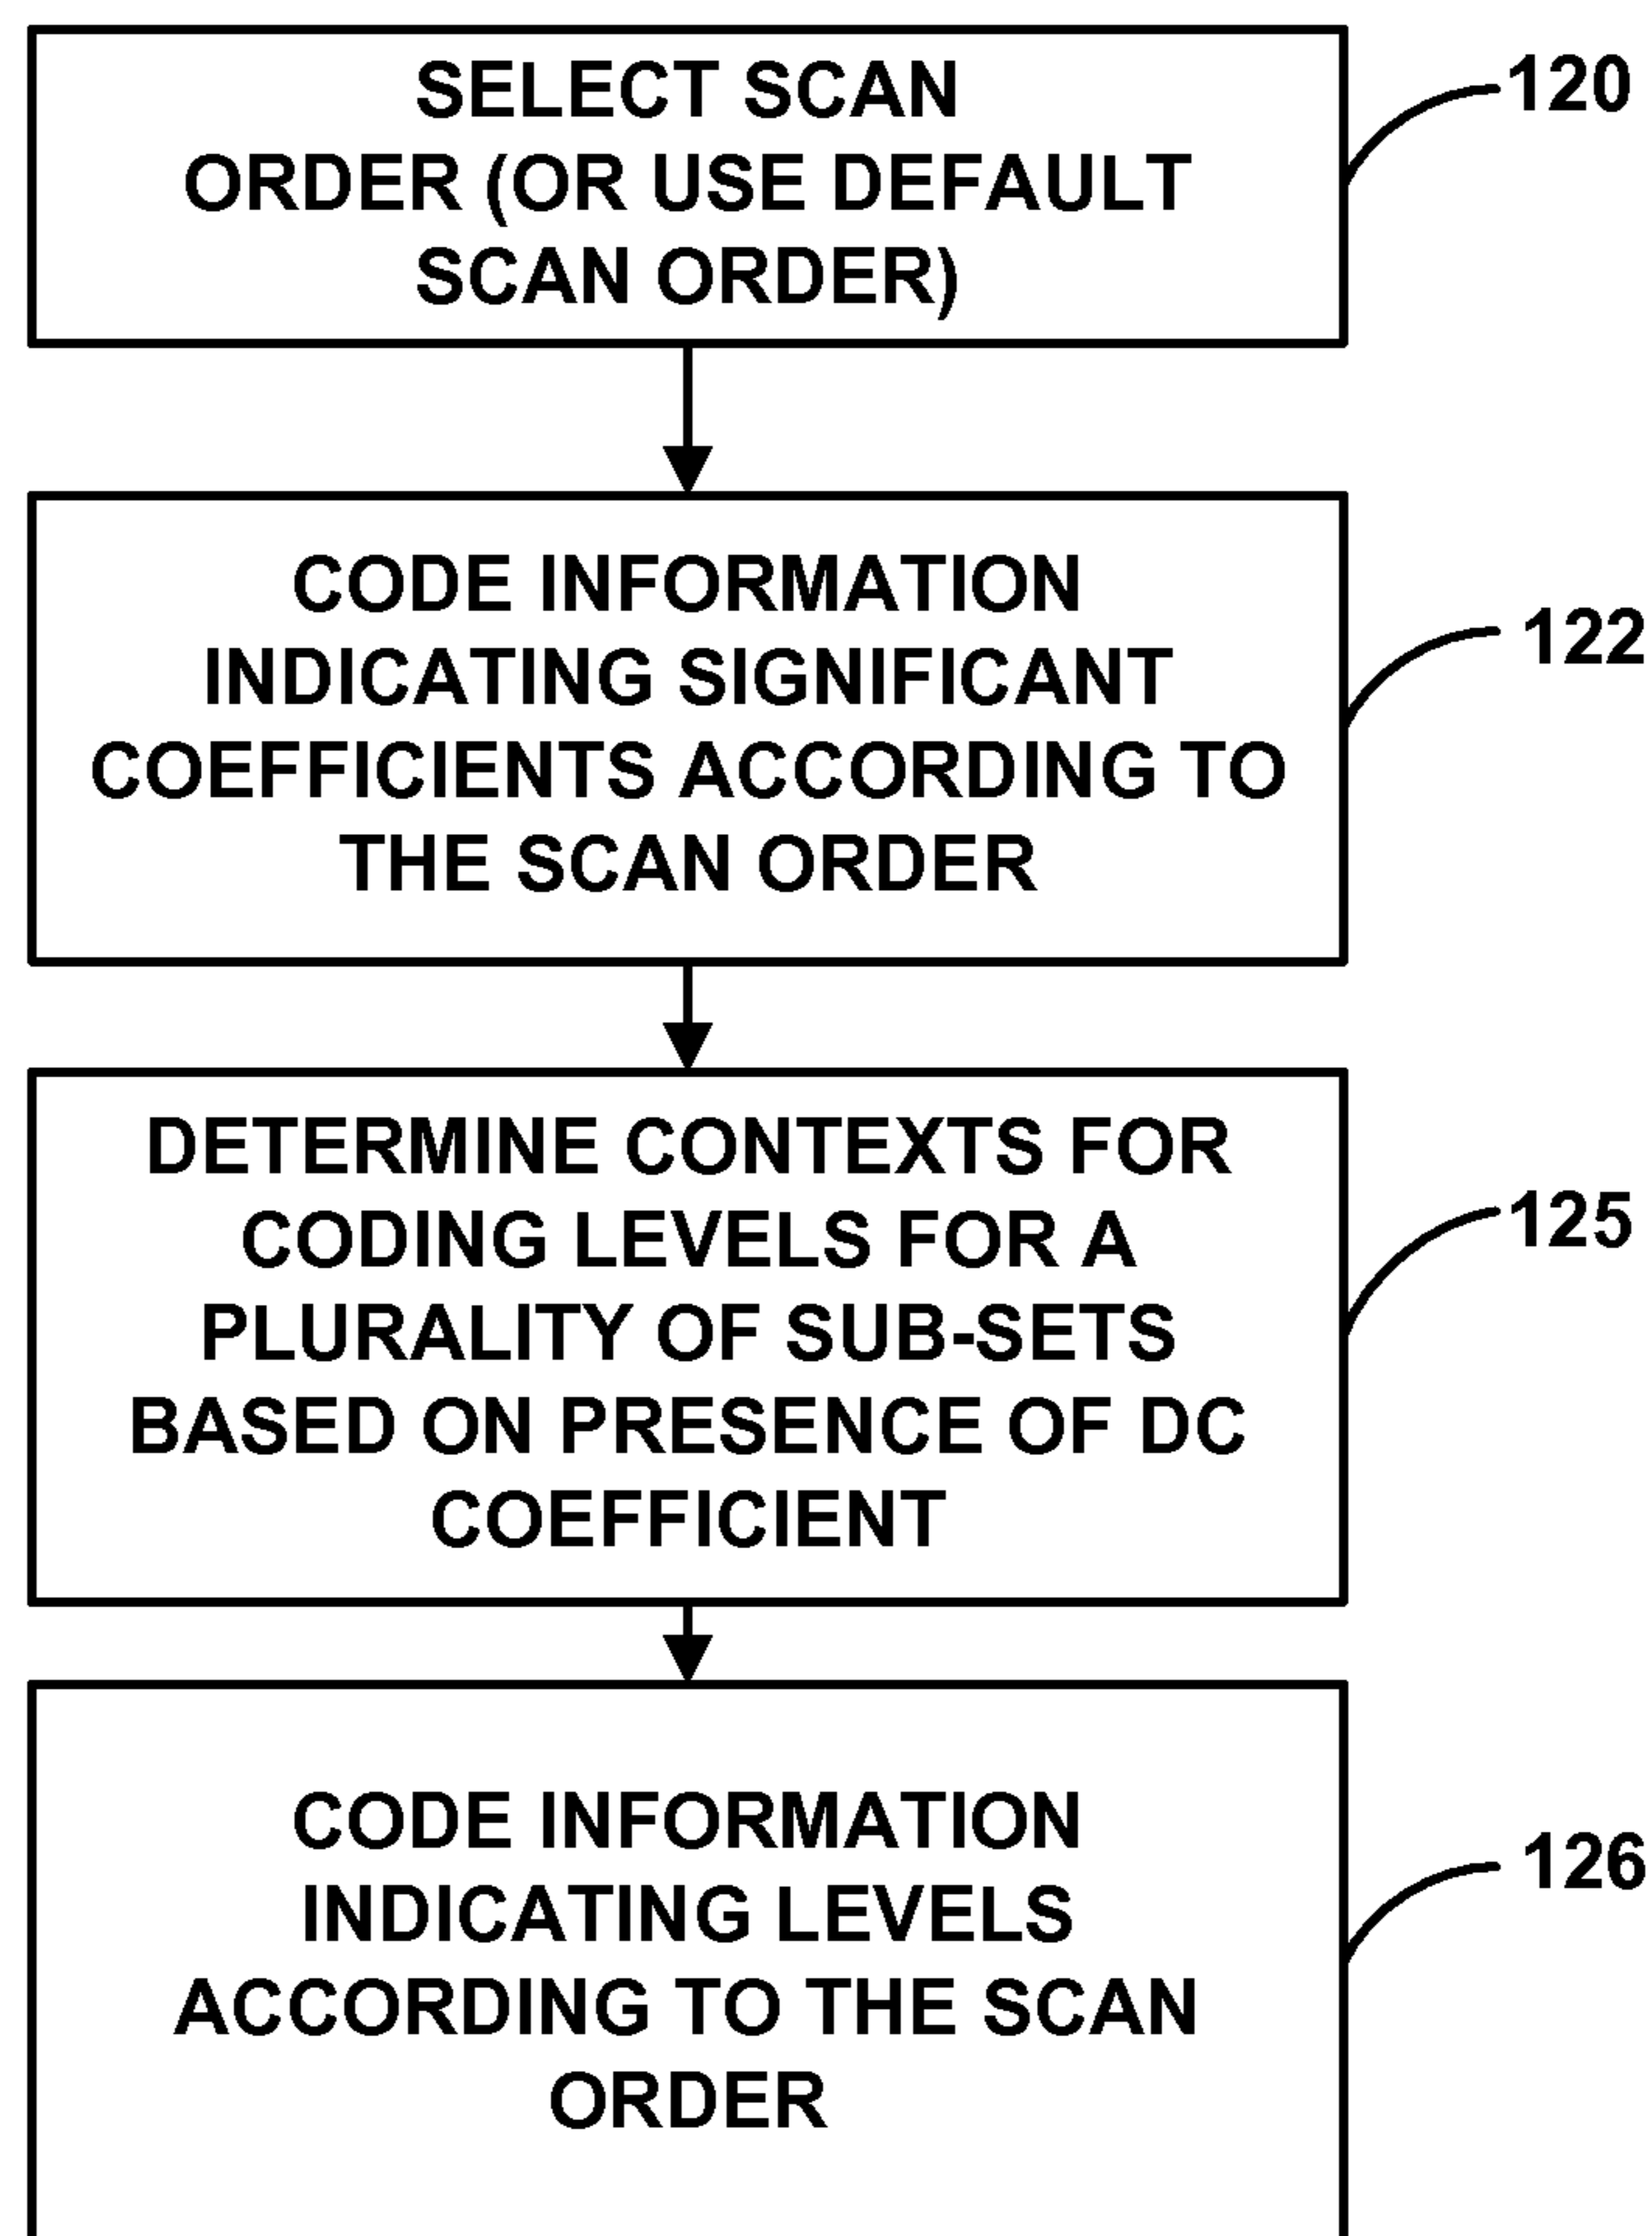 SELECT SCAN
ORDER (OR USE DEFAULT
SCAN ORDER)
120
CODE INFORMATION
INDICATING SIGNIFICANT
COEFFICIENTS ACCORDING TO
THE SCAN ORDER
122
DETERMINE CONTEXTS FOR
CODING LEVELS FOR A
PLURALITY OF SUB-SETS
BASED ON PRESENCE OF DC
COEFFICIENT
125
CODE INFORMATION
INDICATING LEVELS
ACCORDING TO THE SCAN
ORDER
126